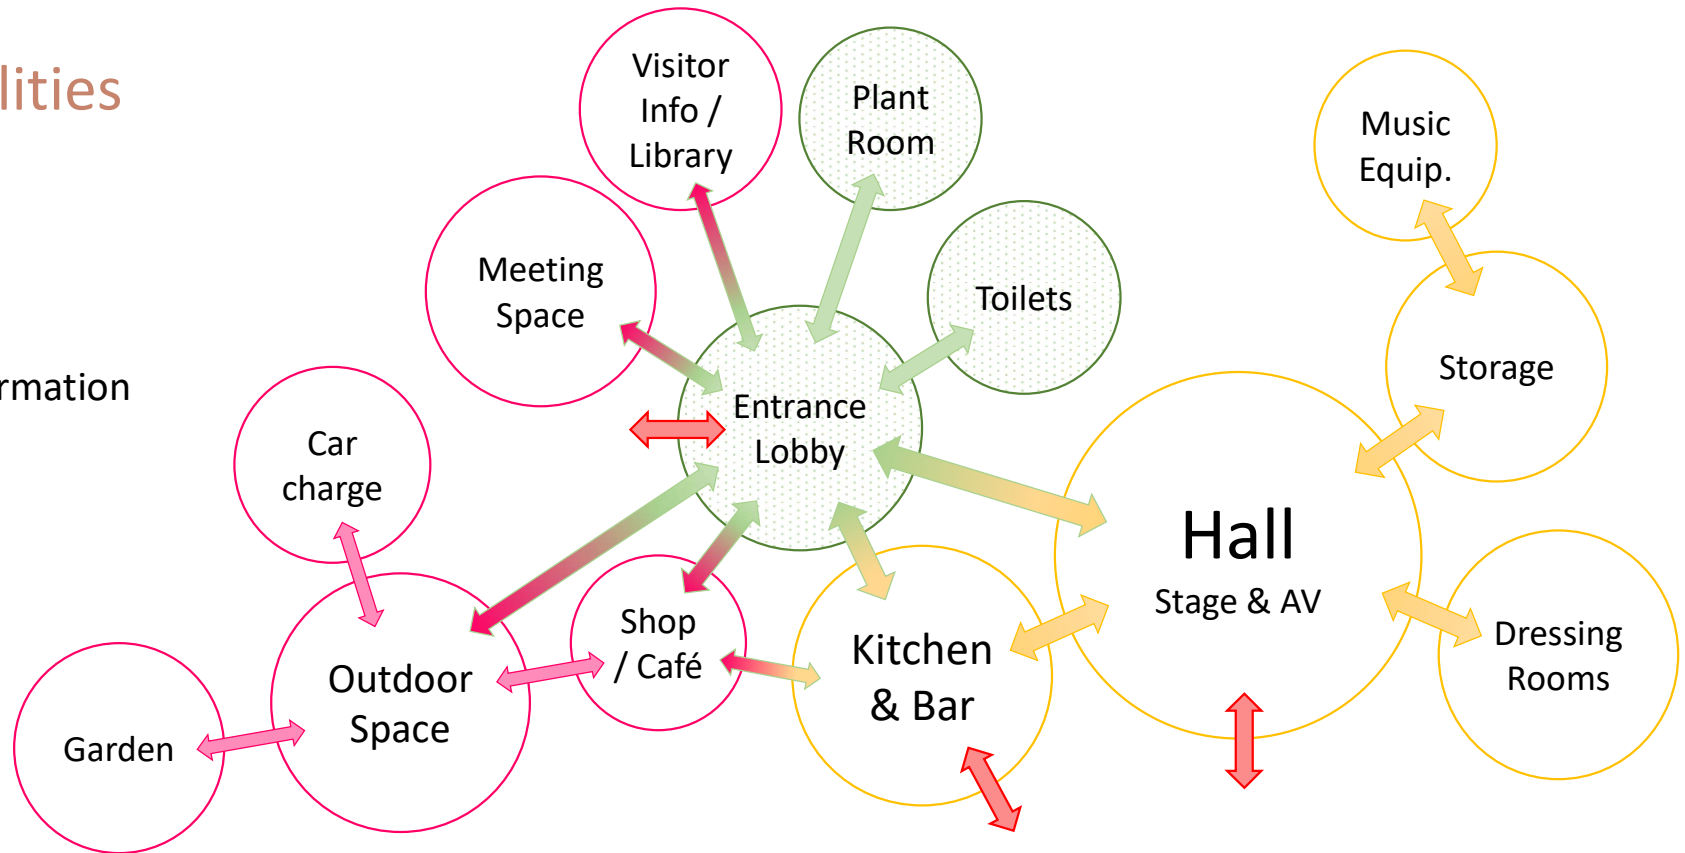 lities
rmation
Visitor
Info /
Library
Plant
Room
Music
Equip.
Meeting
Space
Toilets
Storage
Entrance
Lobby
Car
charge
Hall
Stage & AV
Shop
/ Café
Kitchen
& Bar
Dressing
Rooms
Outdoor
Space
Garden